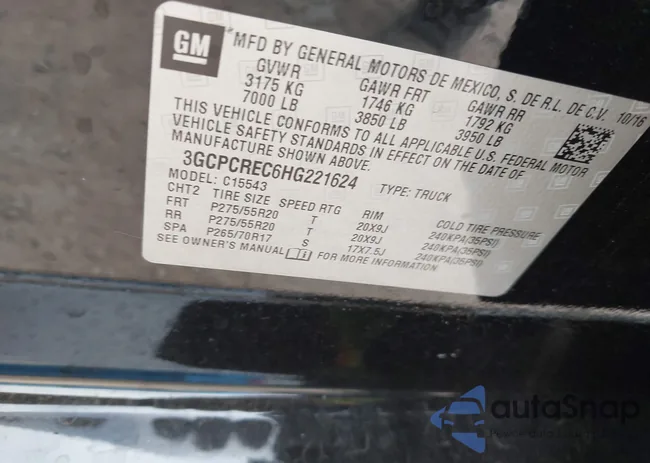 GM
*MFD BY GENERAL MOTORS DE MEXICO, S. DE R.L. DE C.V. 10/16
GVWR GAWR FRT GAWR RR
3175 KG 1746 KG 1792 KG
7000 LB 3850 LB 3950 LB
THIS VEHICLE CONFORMS TO ALL APPLICABLE U.S. FEDERAL MOTOR
VEHICLE SAFETY STANDARDS IN EFFECT ON THE DATE OF
MANUFACTURE SHOWN ABOVE.
3GCPCREC6HG221624 TYPE: TRUCK
MODEL: C15543
CHT2 TIRE SIZE SPEED RTG RIM COLD TIRE PRESSURE
FRT P275/55R20 T 20X9J 240KPA(35PSI)
RR P275/55R20 T 20X9J 240KPA(35PSI)
SPA P265/70R17 S 17X7.5J 240KPA(35PSI)
SEE OWNER'S MANUAL FOR MORE INFORMATION
autoSnap